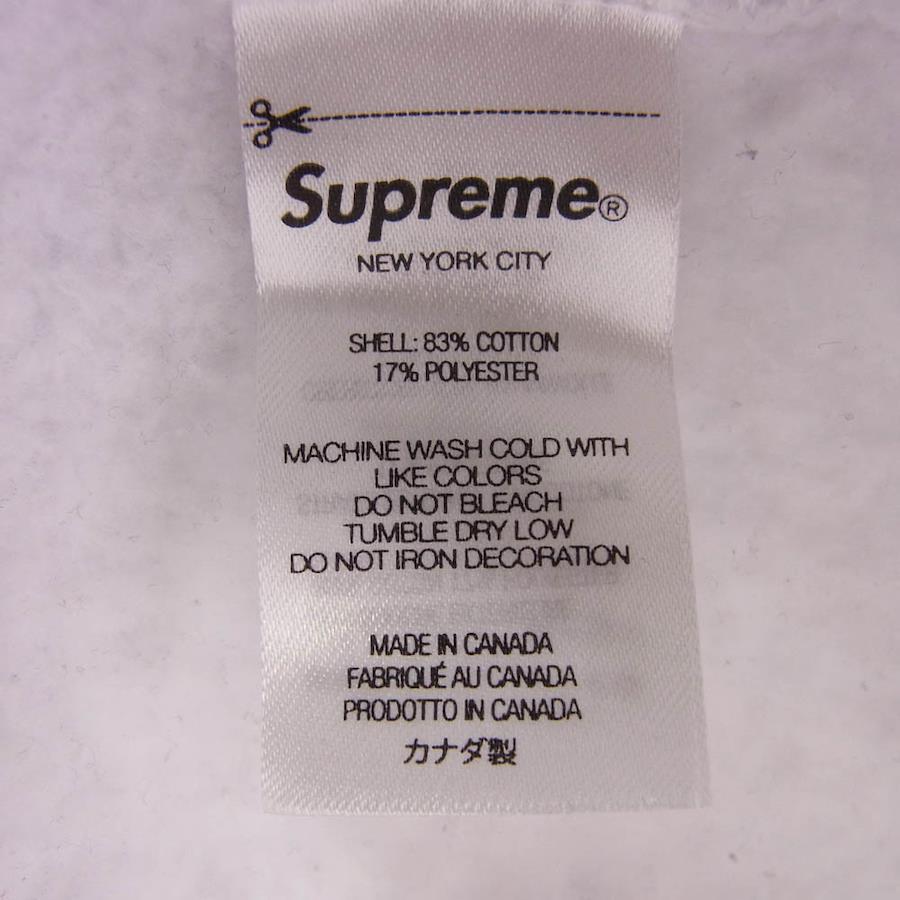 Supreme®
NEW YORK CITY
SHELL: 83% COTTON
17% POLYESTER
MACHINE WASH COLD WITH
LIKE COLORS
DO NOT BLEACH
TUMBLE DRY LOW
DO NOT IRON DECORATION
MADE IN CANADA
FABRIQUÉ AU CANADA
PRODOTTO IN CANADA
カナダ製